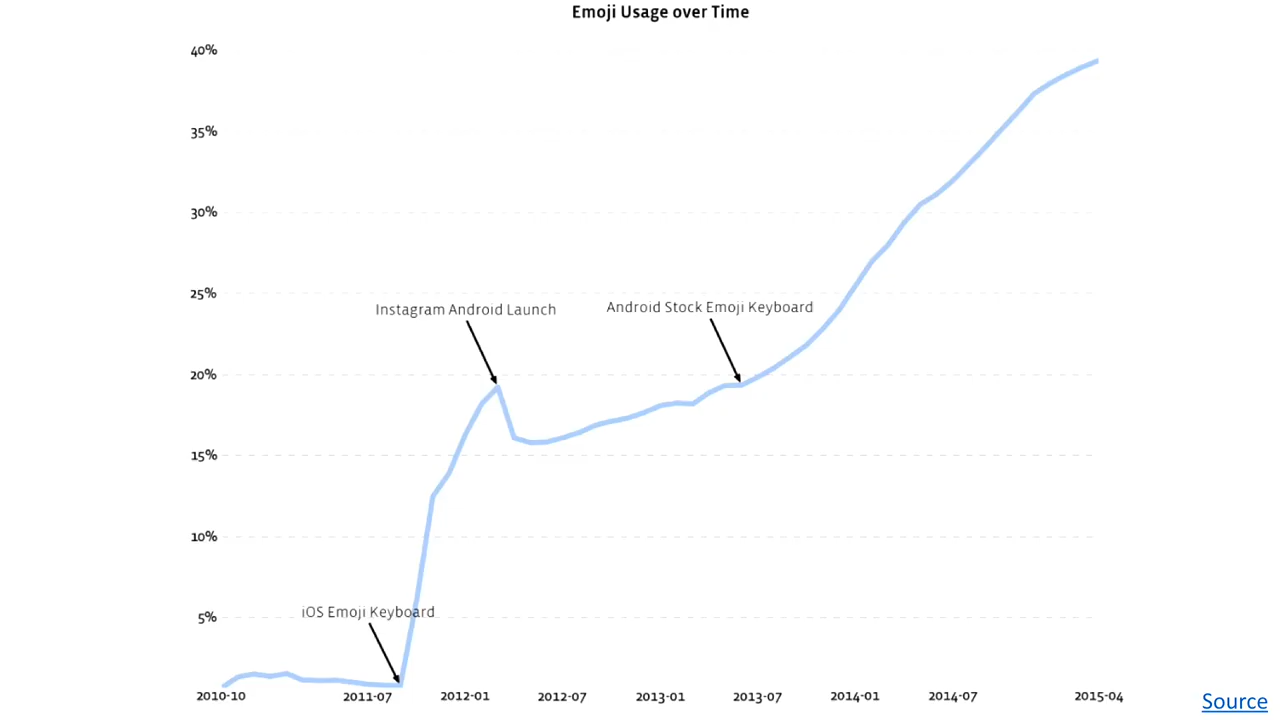 Emoji Usage over Time
40%
35%
30%
25%
Instagram Android Launch
Android Stock Emoji Keyboard
20%
15%
10%
iOS Emoji Keyboard
5%
2010-10 2011-07 2012-01 2012-07 2013-01 2013-07 2014-01 2014-07 2015-04
Source